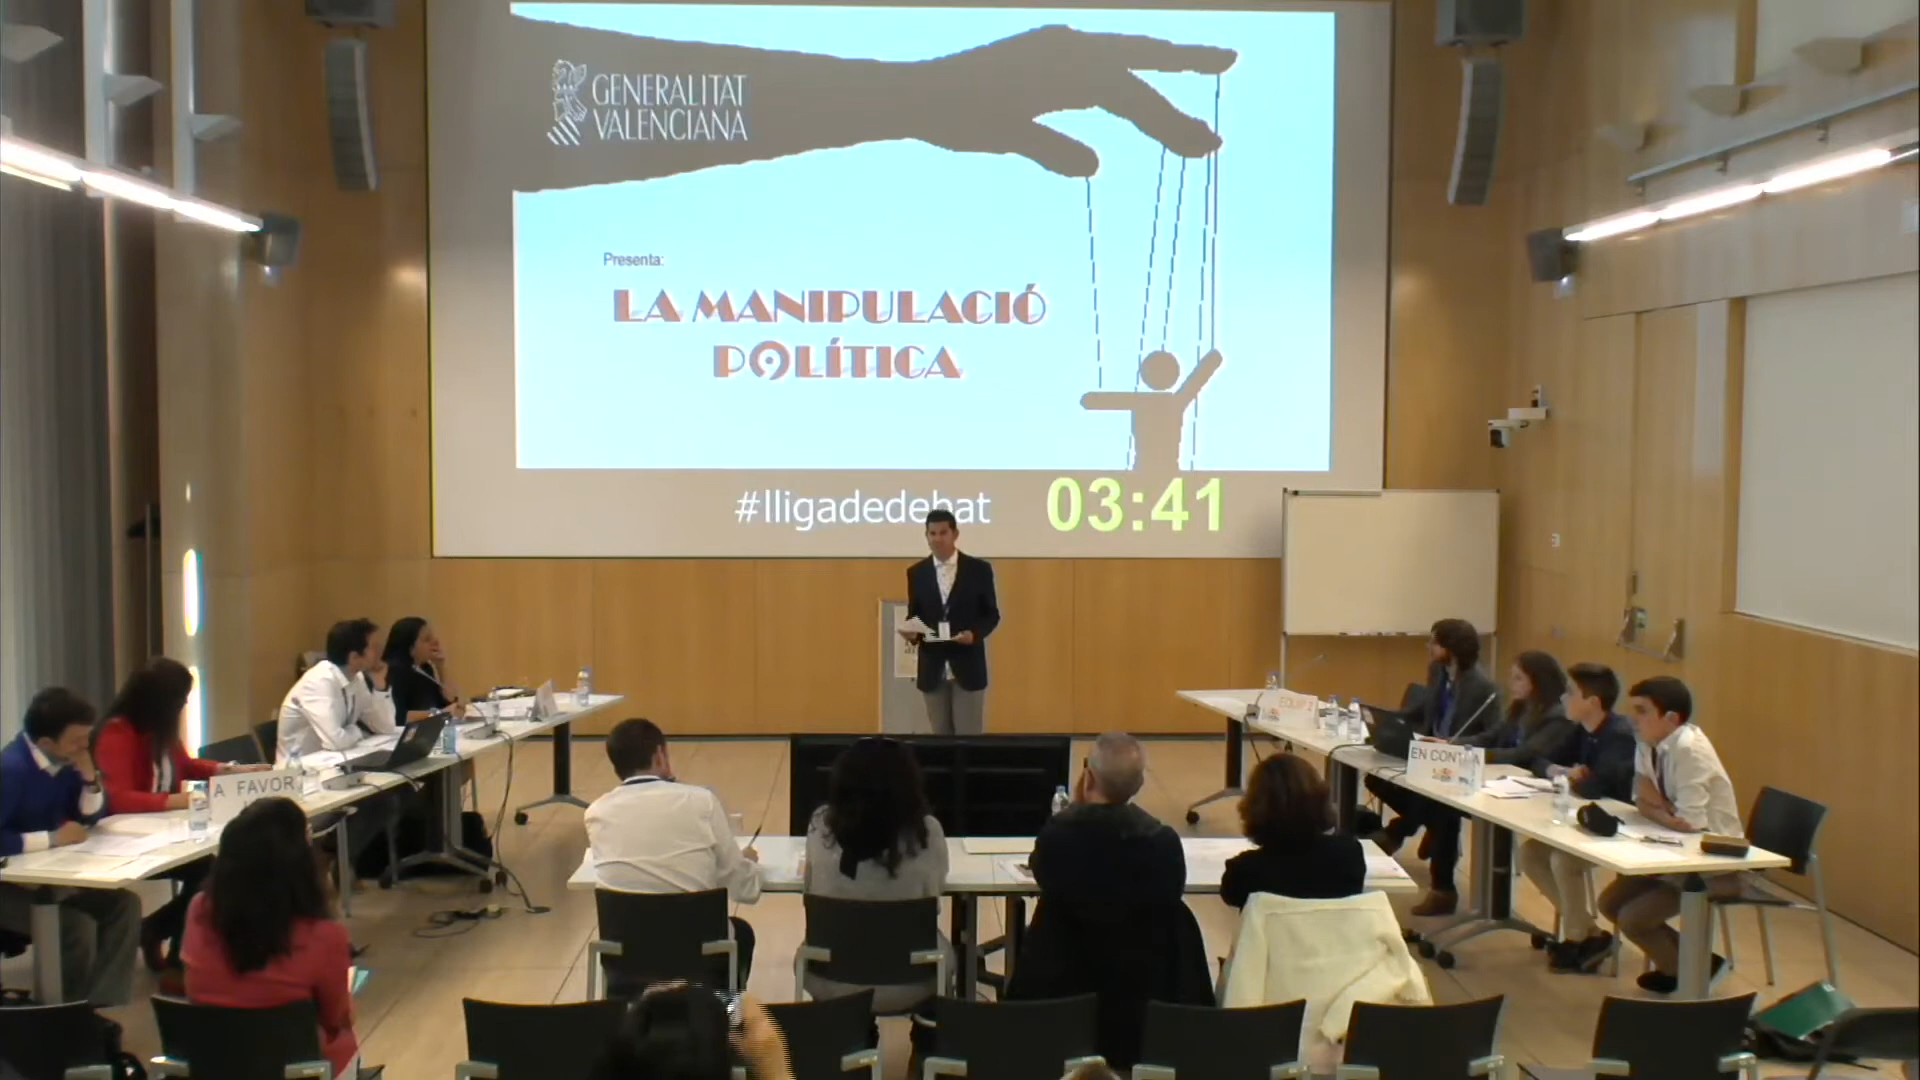 GENERALITAT
VALENCIANA
Presenta:
LA MANIPULACIÓ
POLÍTICA
#lligadedebat
03:41
A FAVOR
EQUIP 2
EN CONTRA